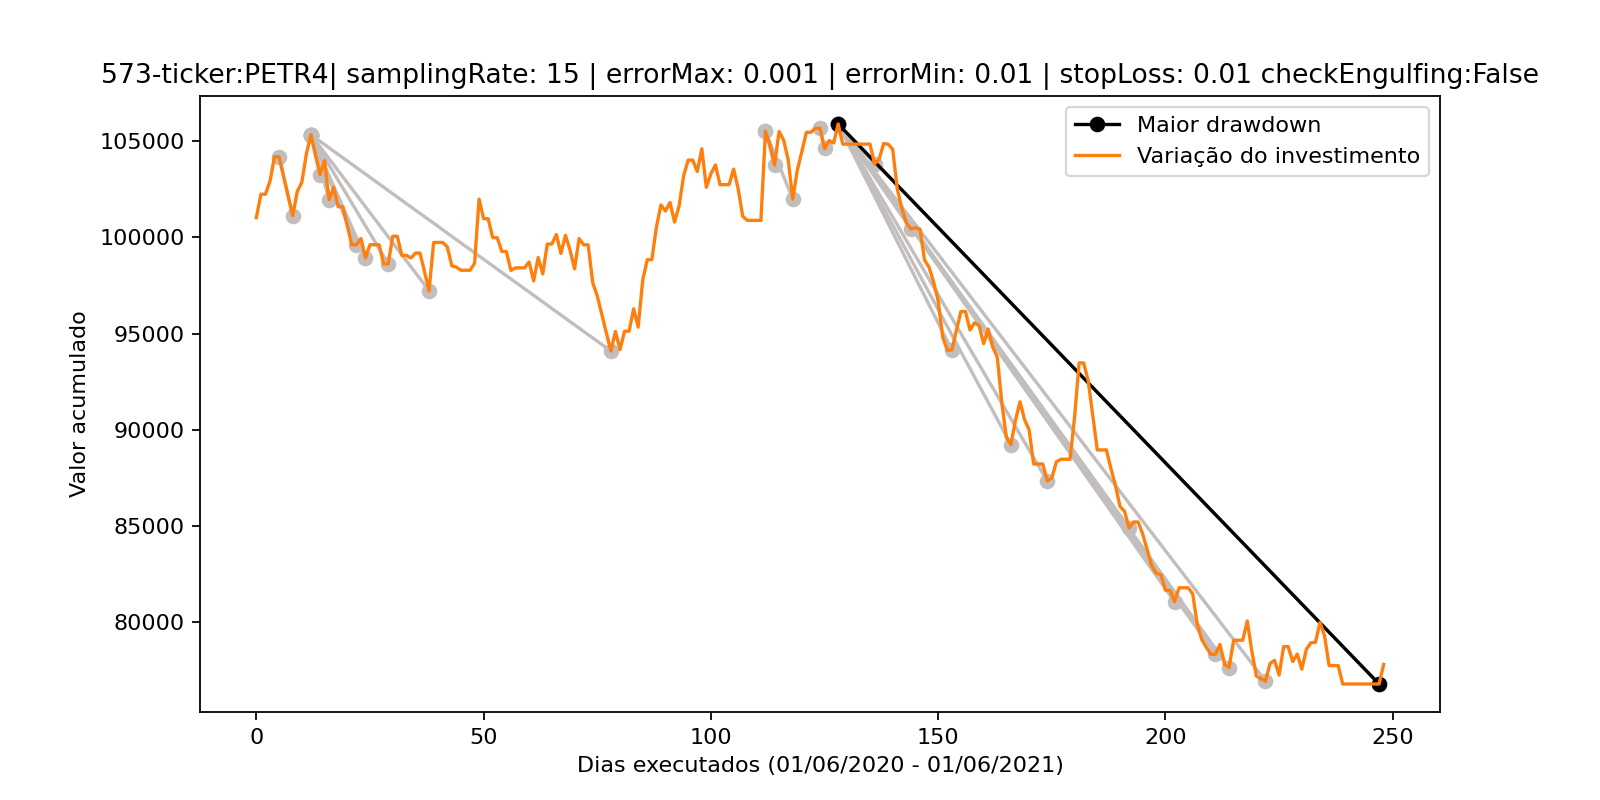 573-ticker:PETR4| samplingRate: 15 | errorMax: 0.001 | errorMin: 0.01 | stopLoss: 0.01 checkEngulfing:False
Maior drawdown
Variação do investimento
Valor acumulado
105000
100000
95000
90000
85000
80000
0 50 100 150 200 250
Dias executados (01/06/2020 - 01/06/2021)